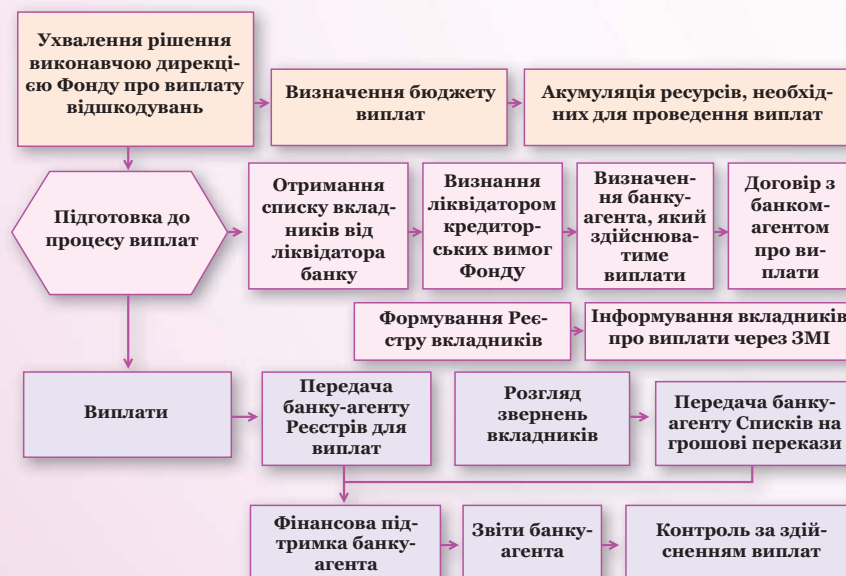 Ухвалення рішення
виконавчою дирекці-
єю Фонду про виплату
відшкодувань
Визначення бюджету
виплат
Акумуляція ресурсів, необхід-
них для проведення виплат
Підготовка до
процесу виплат
Отримання
списку вклад-
ників від
ліквідатора
банку
Визнання
ліквідатором
кредитор-
ських вимог
Фонду
Визначен-
ня банку-
агента, який
здійснюва-
тиме
виплати
Договір з
банком-
агентом
про ви-
плати
Формування Реє-
стру вкладників
Інформування вкладників
про виплати через ЗМІ
Виплати
Передача
банку-агенту
Реєстрів для
виплат
Розгляд
звернень
вкладників
Передача банку-
агенту Списків на
грошові перекази
Фінансова під-
тримка банку-
агента
Звіти банку-
агента
Контроль за здій-
сненням виплат